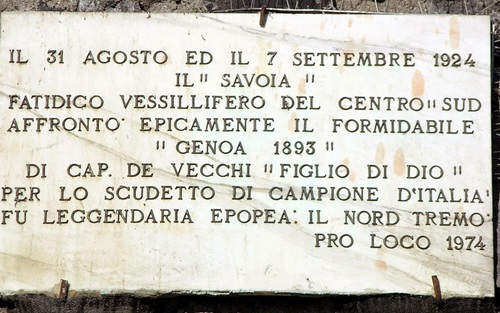 IL 31 AGOSTO ED IL 7 SETTEMBRE 1924
IL " SAVOIA "
FATIDICO VESSILLIFERO DEL CENTRO " SUD
AFFRONTO' EPICAMENTE IL FORMIDABILE
" GENOA 1893 "
DI CAP. DE VECCHI " FIGLIO DI DIO "
PER LO SCUDETTO DI CAMPIONE D'ITALIA'
FU LEGGENDARIA EPOPEA: IL NORD TREMO'
PRO LOCO 1974